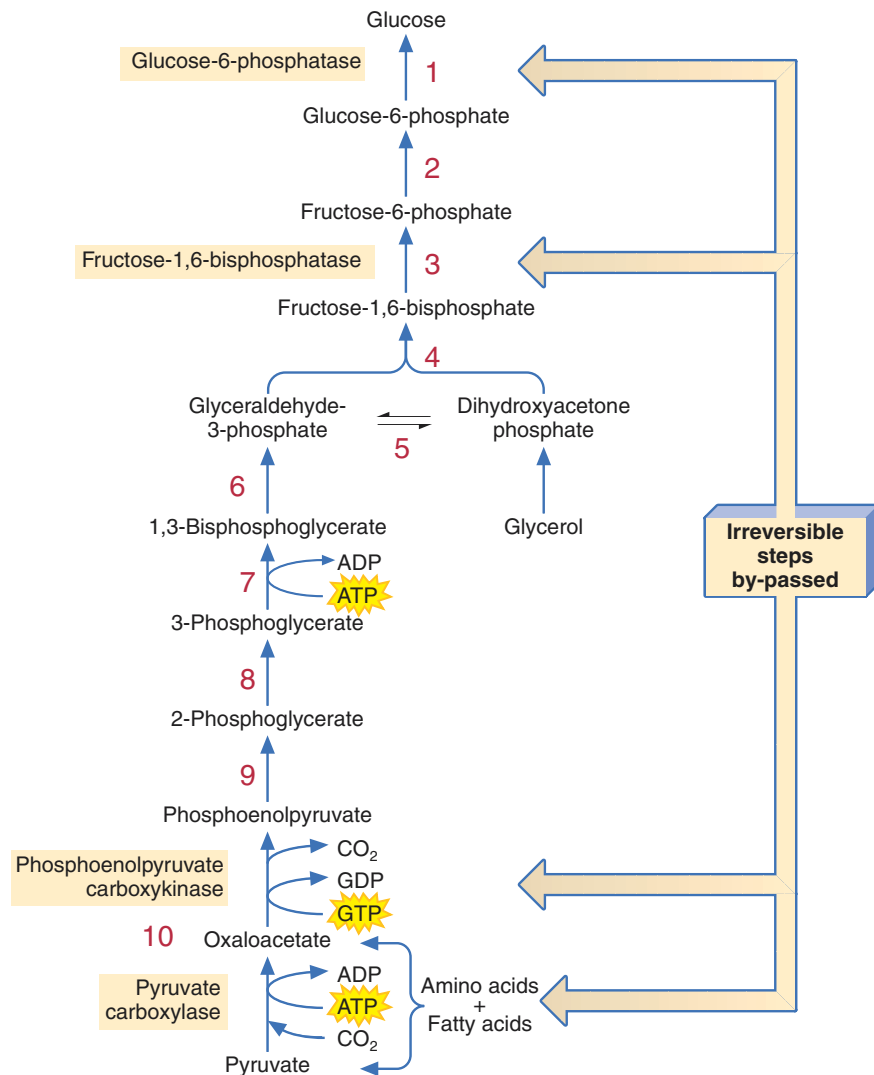 Glucose
Glucose-6-phosphatase
1
Glucose-6-phosphate
2
Fructose-6-phosphate
Fructose-1,6-bisphosphatase
3
Fructose-1,6-bisphosphate
4
Glyceraldehyde-
3-phosphate
5
Dihydroxyacetone
phosphate
6
1,3-Bisphosphoglycerate
Glycerol
Irreversible
steps
by-passed
7
ADP
ATP
3-Phosphoglycerate
8
2-Phosphoglycerate
9
Phosphoenolpyruvate
Phosphoenolpyruvate
carboxykinase
CO2
GDP
GTP
10
Oxaloacetate
Pyruvate
carboxylase
ADP
ATP
CO2
Amino acids
+
Fatty acids
Pyruvate